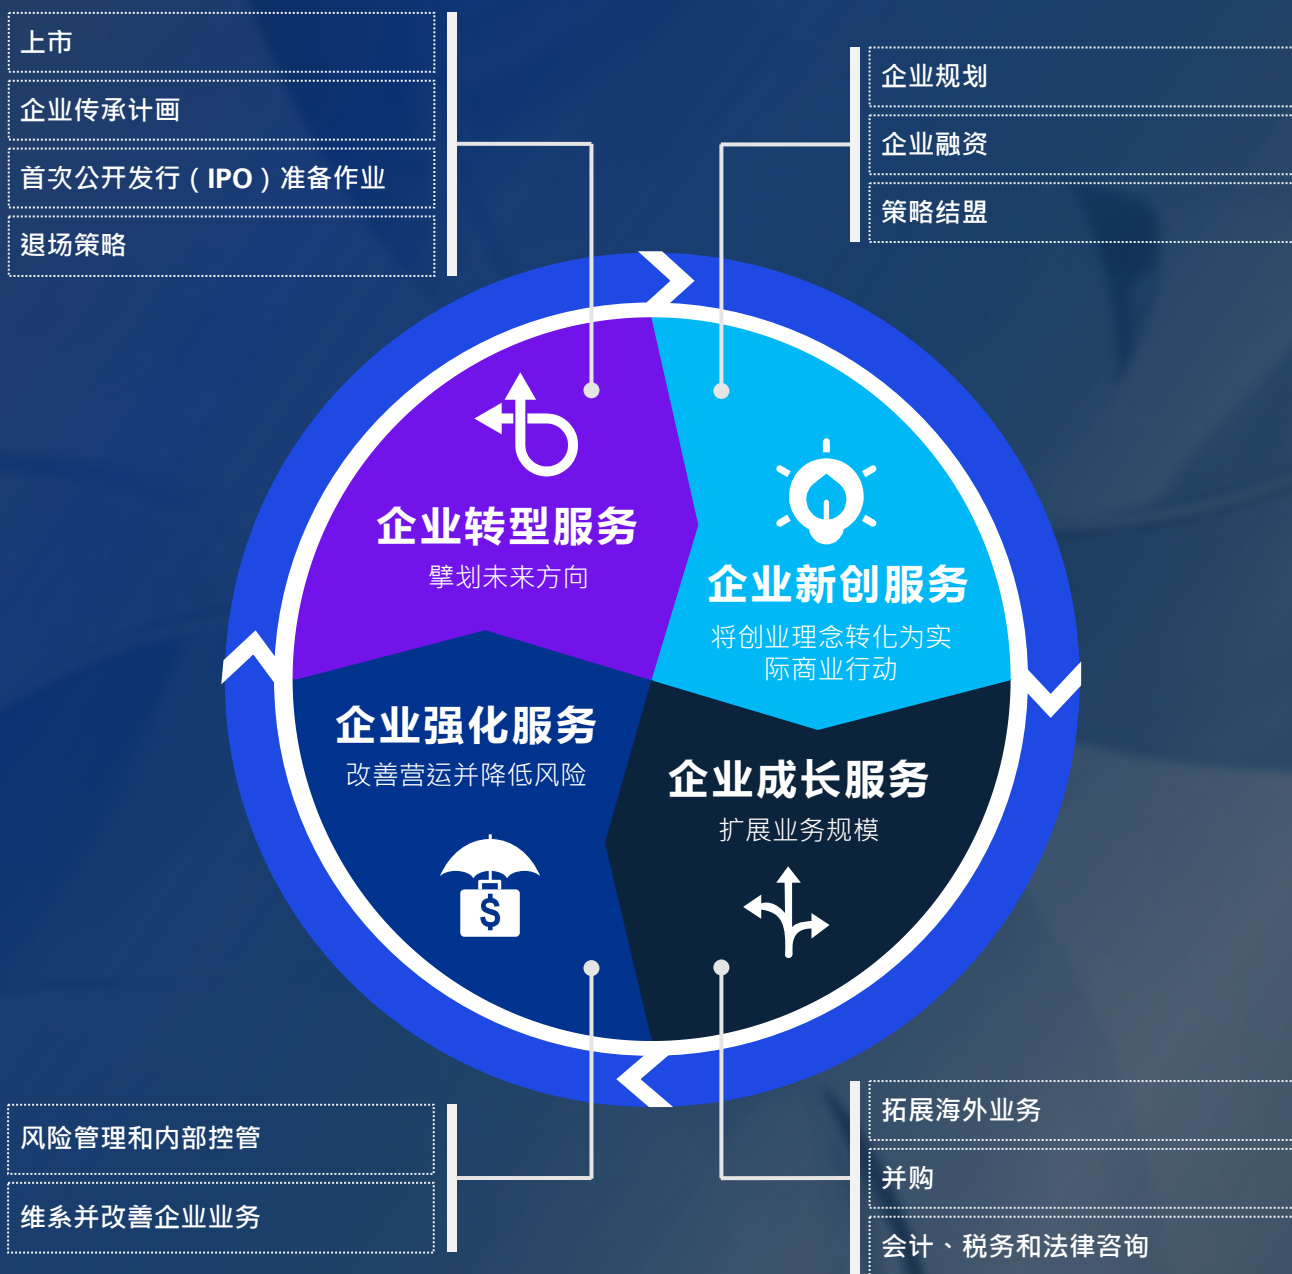 上市
企业传承计画
首次公开发行（IPO）准备作业
退场策略
企业规划
企业融资
策略结盟
企业转型服务
擘划未来方向
企业新创服务
将创业理念转化为实
际商业行动
企业强化服务
改善营运并降低风险
企业成长服务
扩展业务规模
$
风险管理和内部控管
维系并改善企业业务
拓展海外业务
并购
会计、税务和法律咨询